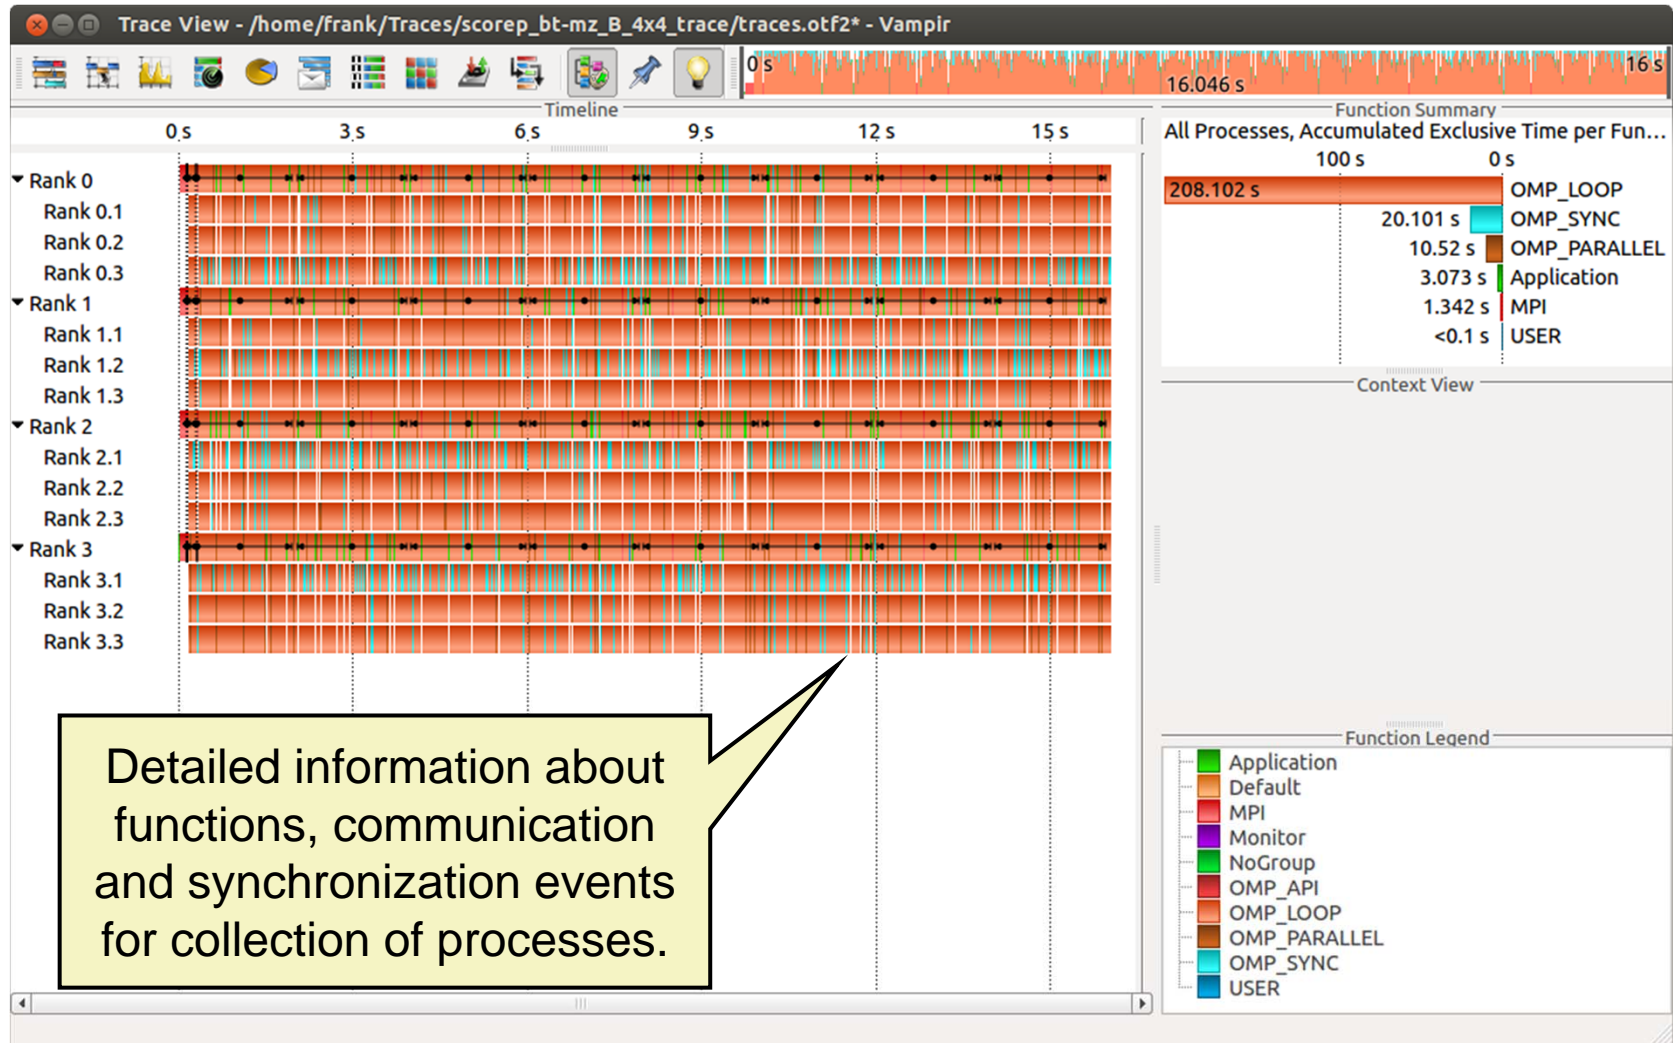 Trace View - /home/frank/Traces/scorep_bt-mz_B_4x4_trace/traces.otf2* - Vampir
0 s
16 s
16.046 s
Timeline
0 s 3 s 6 s 9 s 12 s 15 s
Rank 0
Rank 0.1
Rank 0.2
Rank 0.3
Rank 1
Rank 1.1
Rank 1.2
Rank 1.3
Rank 2
Rank 2.1
Rank 2.2
Rank 2.3
Rank 3
Rank 3.1
Rank 3.2
Rank 3.3
Detailed information about
functions, communication
and synchronization events
for collection of processes.
Function Summary
All Processes, Accumulated Exclusive Time per Fun...
100 s 0 s
208.102 s OMP_LOOP
20.101 s OMP_SYNC
10.52 s OMP_PARALLEL
3.073 s Application
1.342 s MPI
<0.1 s USER
Context View
Function Legend
Application
Default
MPI
Monitor
NoGroup
OMP_API
OMP_LOOP
OMP_PARALLEL
OMP_SYNC
USER